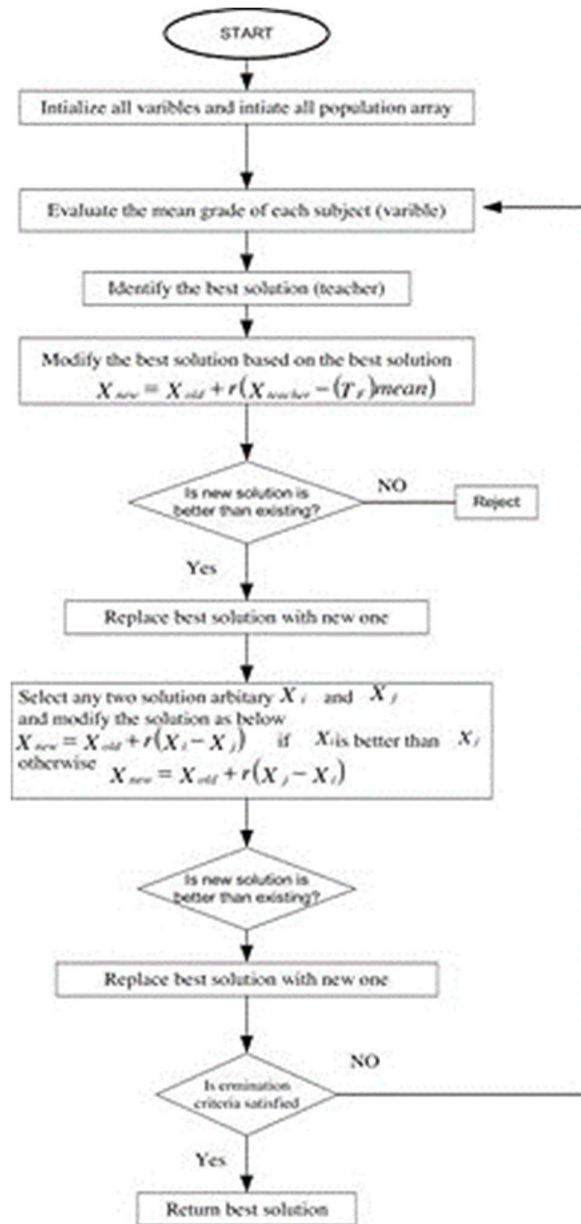 START
Intialize all varibles and intiate all population array
Evaluate the mean grade of each subject (varible)
Identify the best solution (teacher)
Modify the best solution based on the best solution
X new = X old + r(X teacher − (T F)mean)
Is new solution is
better than existing?
NO
Reject
Yes
Replace best solution with new one
Select any two solution arbitary X i and X j
and modify the solution as below
X new = X old + r(X i − X j) if X i is better than X j
otherwise X new = X old + r(X j − X i)
Is new solution is
better than existing?
Replace best solution with new one
Is ermination
criteria satisfied
NO
Yes
Return best solution